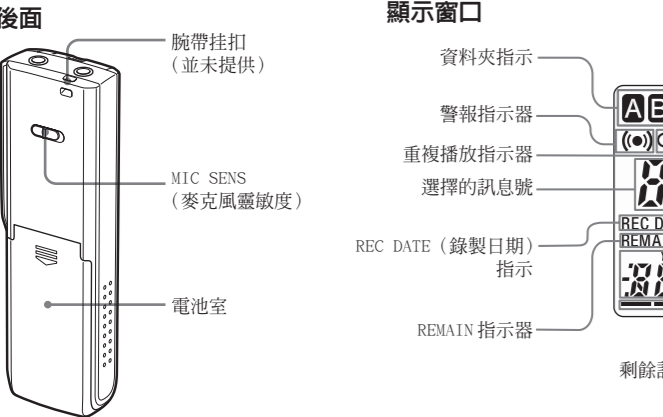 後面
腕帶挂扣
（並未提供）
MIC SENS
（麥克風靈敏度）
電池室
顯示窗口
資料夾指示
警報指示器
重複播放指示器
選擇的訊息號
REC DATE（錄製日期）
指示
REMAIN 指示器
A
REC D
REMA
剩餘